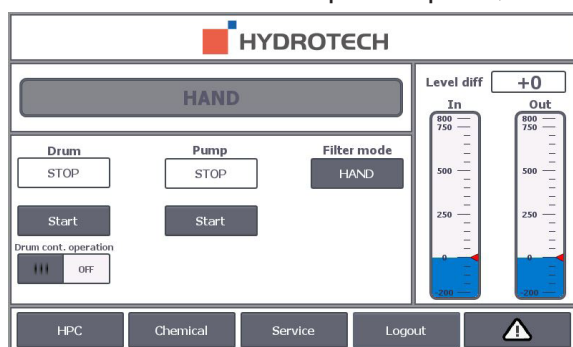 HYDROTECH
HAND
Level diff +0
In Out
800 800
750 750
500 500
250 250
0 0
-200 -200
Drum Pump Filter mode
STOP STOP HAND
Start Start
Drum cont. operation
OFF
HPC Chemical Service Logout